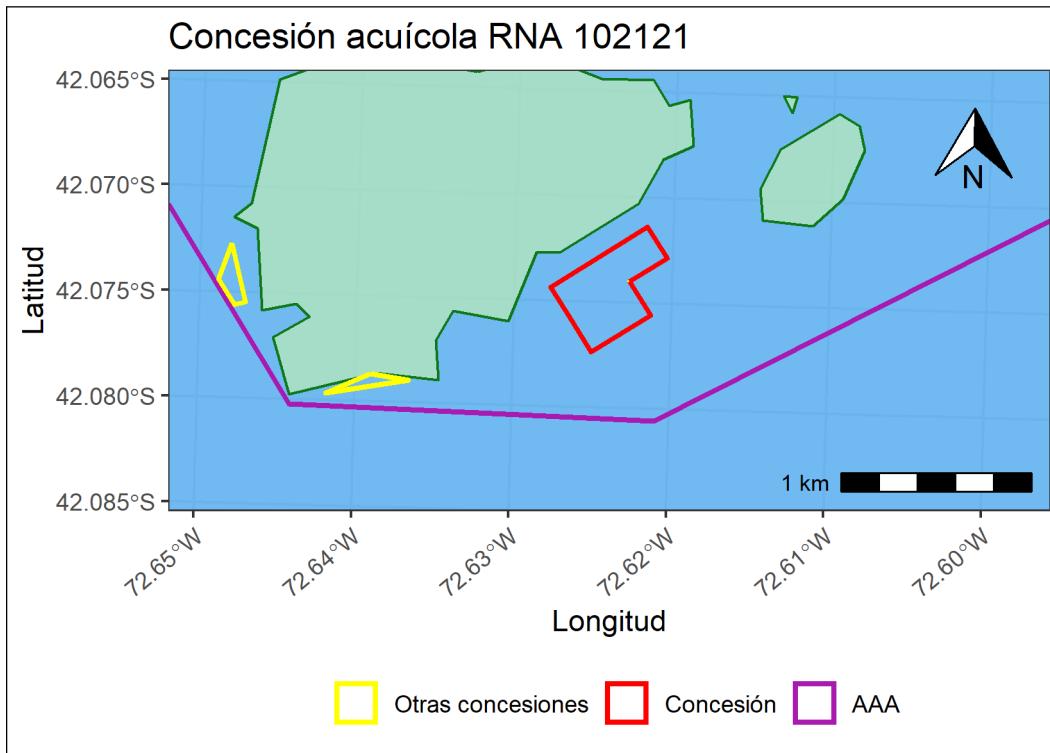 Concesión acuícola RNA 102121
42.065°S
42.070°S
42.075°S
42.080°S
42.085°S
Latitud
N
1 km
72.65°W
72.64°W
72.63°W
72.62°W
72.61°W
72.60°W
Longitud
Otras concesiones
Concesión
AAA